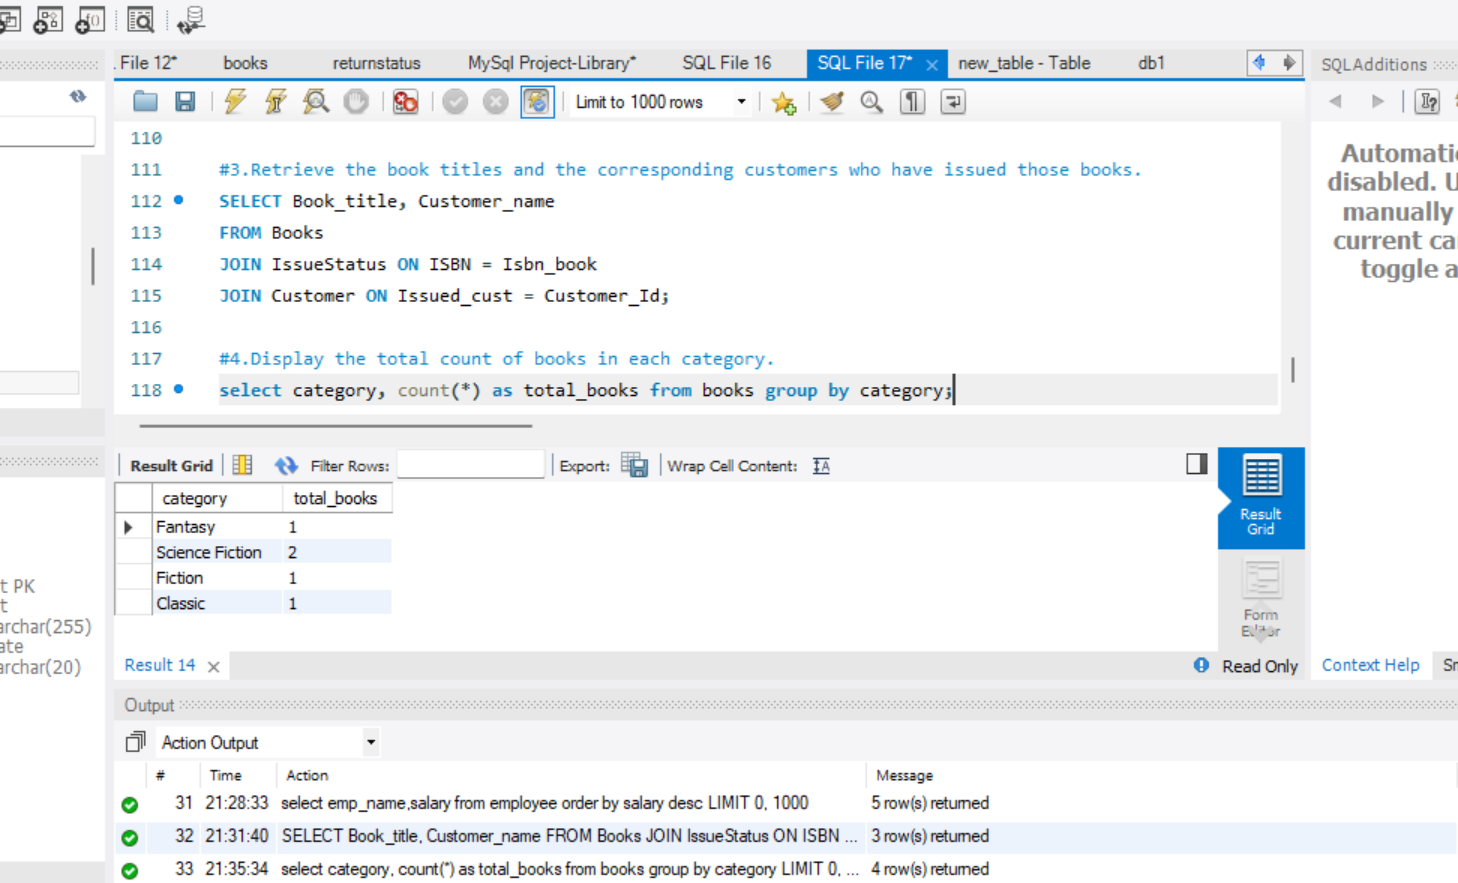 . File 12*
books
returnstatus
MySql Project-Library*
SQL File 16
SQL File 17*
new_table - Table
db1
SQLAdditions
Limit to 1000 rows
110
111 #3.Retrieve the book titles and the corresponding customers who have issued those books.
112 SELECT Book_title, Customer_name
113 FROM Books
114 JOIN IssueStatus ON ISBN = Isbn_book
115 JOIN Customer ON Issued_cust = Customer_Id;
116
117 #4.Display the total count of books in each category.
118 select category, count(*) as total_books from books group by category;
Automati
disabled. U
manually
current ca
toggle a
t PK
t
archar(255)
ate
archar(20)
Result Grid
Filter Rows:
Export:
Wrap Cell Content:
category total_books
Fantasy 1
Science Fiction 2
Fiction 1
Classic 1
Result
Grid
Form
Editor
Result 14
Read Only
Context Help
Sn
Output
Action Output
# Time Action Message
31 21:28:33 select emp_name,salary from employee order by salary desc LIMIT 0, 1000 5 row(s) returned
32 21:31:40 SELECT Book_title, Customer_name FROM Books JOIN IssueStatus ON ISBN ... 3 row(s) returned
33 21:35:34 select category, count(*) as total_books from books group by category LIMIT 0, ... 4 row(s) returned